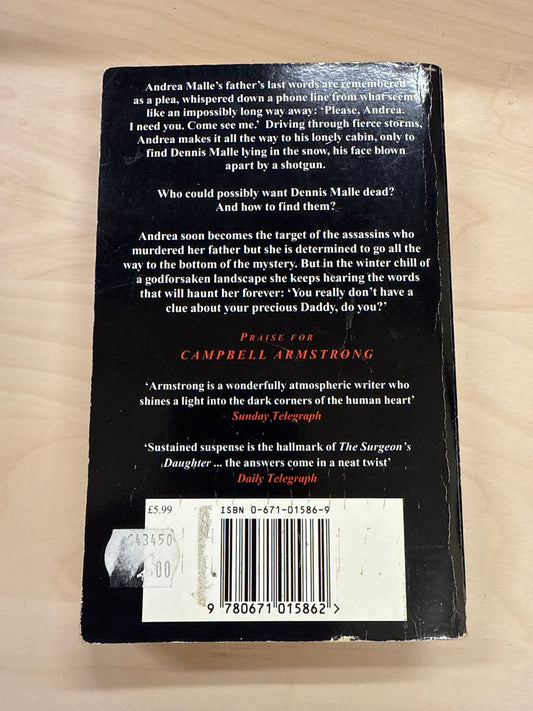 Andrea Malle's father's last words are remembered
as a plea, whispered down a phone line from what seem
like an impossibly long way away: 'Please, Andrea.
I need you. Come see me.' Driving through fierce storms,
Andrea makes it all the way to his lonely cabin, only to
find Dennis Malle lying in the snow, his face blown
apart by a shotgun.
Who could possibly want Dennis Malle dead?
And how to find them?
Andrea soon becomes the target of the assassins who
murdered her father but she is determined to go all the
way to the bottom of the mystery. But in the winter chill of
a godforsaken landscape she keeps hearing the words
that will haunt her forever: 'You really don't have a
clue about your precious Daddy, do you?'
PRAISE FOR
CAMPBELL ARMSTRONG
'Armstrong is a wonderfully atmospheric writer who
shines a light into the dark corners of the human heart'
Sunday Telegraph
'Sustained suspense is the hallmark of The Surgeon's
Daughter ... the answers come in a neat twist'
Daily Telegraph
£5.99 ISBN 0-671-01586-9
43450
.00
9 780671 015862 >